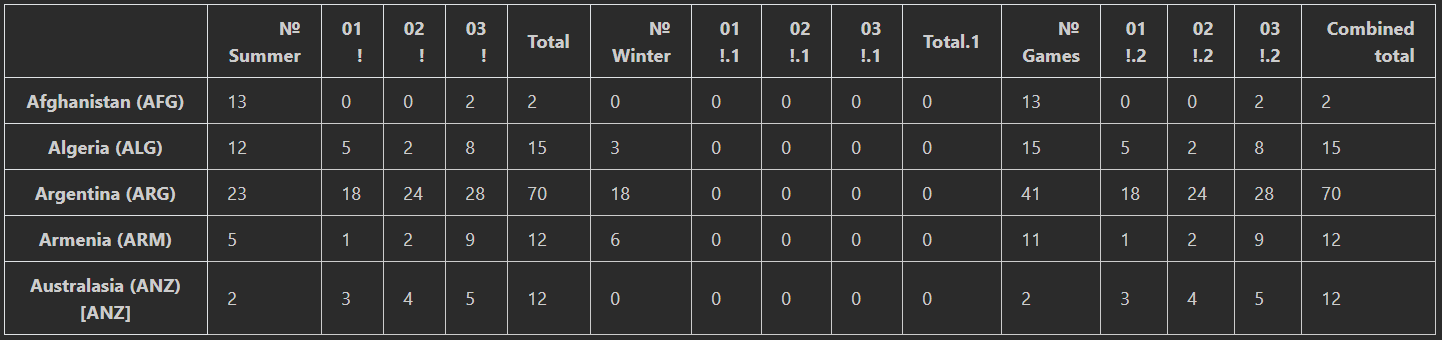 № Summer 01 ! 02 ! 03 ! Total № Winter 01 !.1 02 !.1 03 !.1 Total.1 № Games 01 !.2 02 !.2 03 !.2 Combined total
Afghanistan (AFG) 13 0 0 2 2 0 0 0 0 0 13 0 0 2 2
Algeria (ALG) 12 5 2 8 15 3 0 0 0 0 15 5 2 8 15
Argentina (ARG) 23 18 24 28 70 18 0 0 0 0 41 18 24 28 70
Armenia (ARM) 5 1 2 9 12 6 0 0 0 0 11 1 2 9 12
Australasia (ANZ) [ANZ] 2 3 4 5 12 0 0 0 0 0 2 3 4 5 12